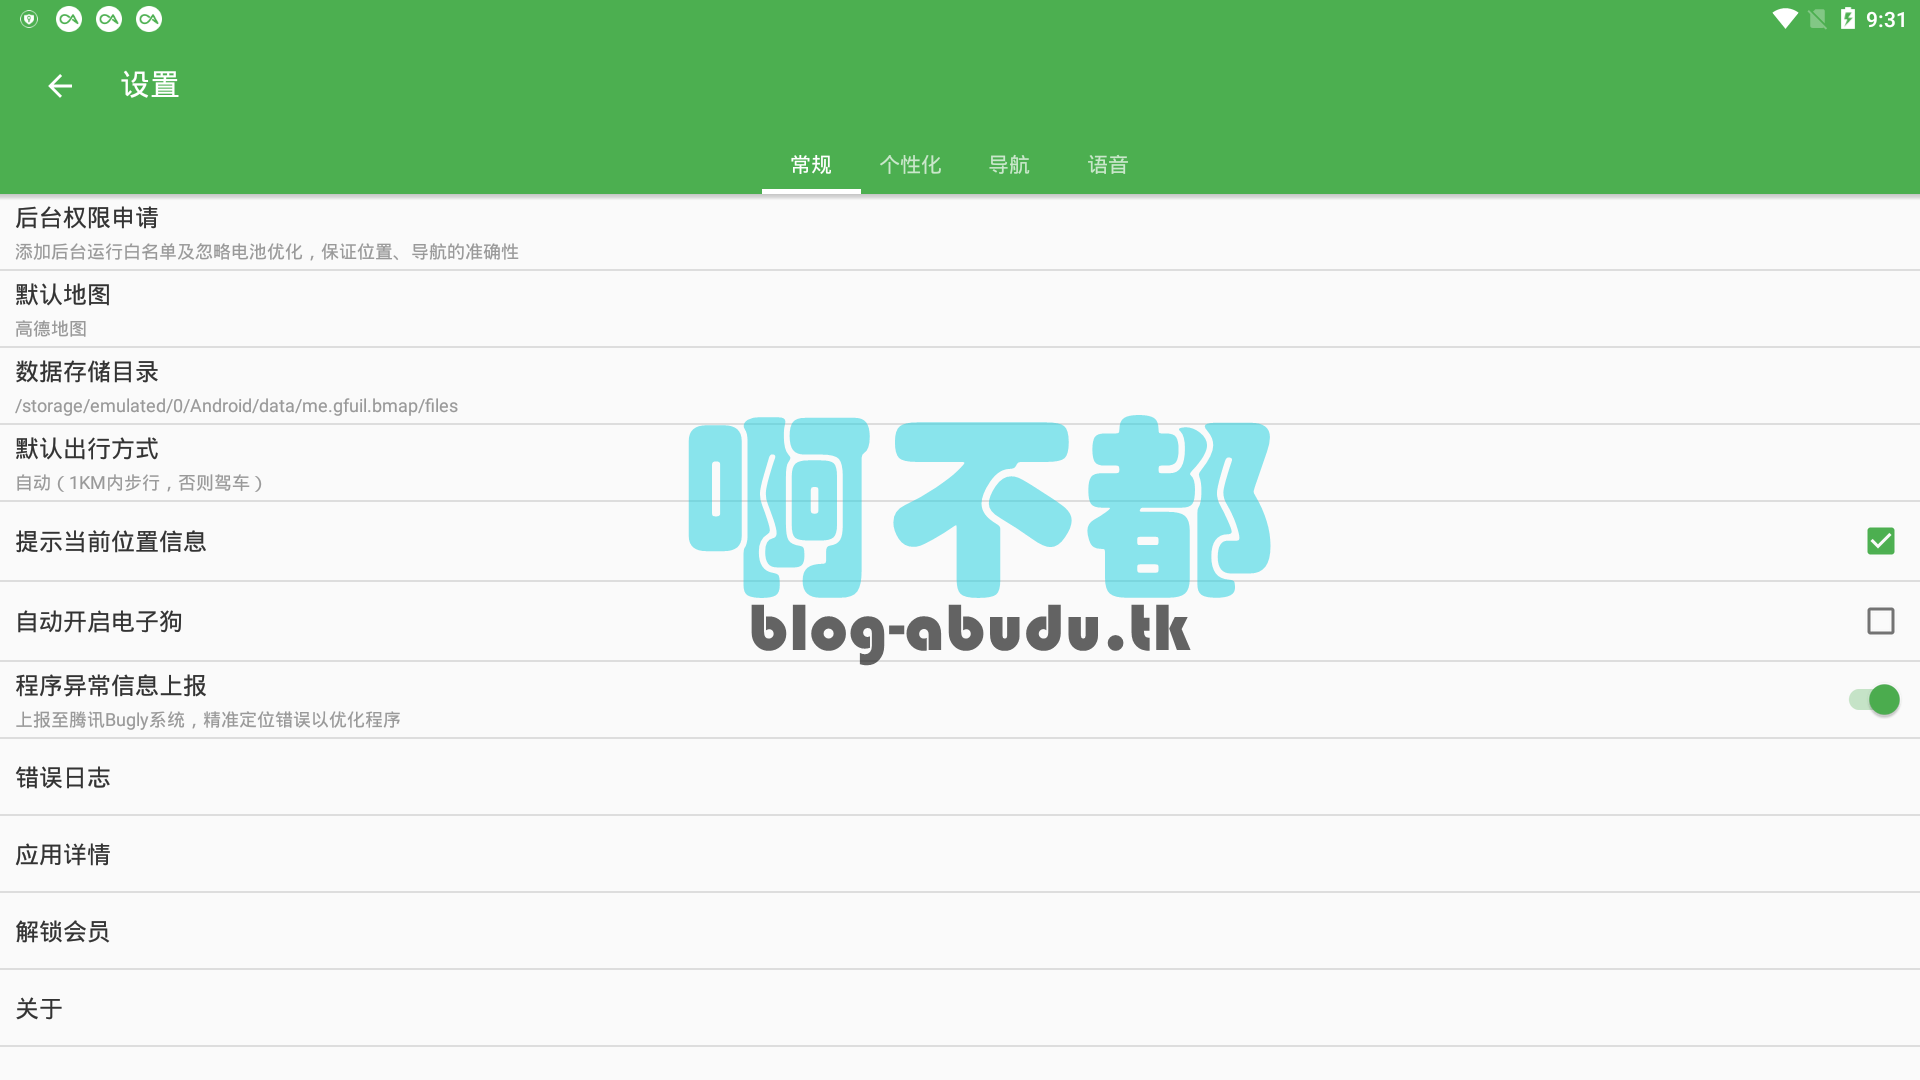 9:31
设置
常规 个性化 导航 语音
后台权限申请
添加后台运行白名单及忽略电池优化，保证位置、导航的准确性
默认地图
高德地图
数据存储目录
/storage/emulated/0/Android/data/me.gfuil.bmap/files
默认出行方式
自动（1KM内步行，否则驾车）
提示当前位置信息
啊不都
blog-abudu.tk
自动开启电子狗
程序异常信息上报
上报至腾讯Bugly系统，精准定位错误以优化程序
错误日志
应用详情
解锁会员
关于